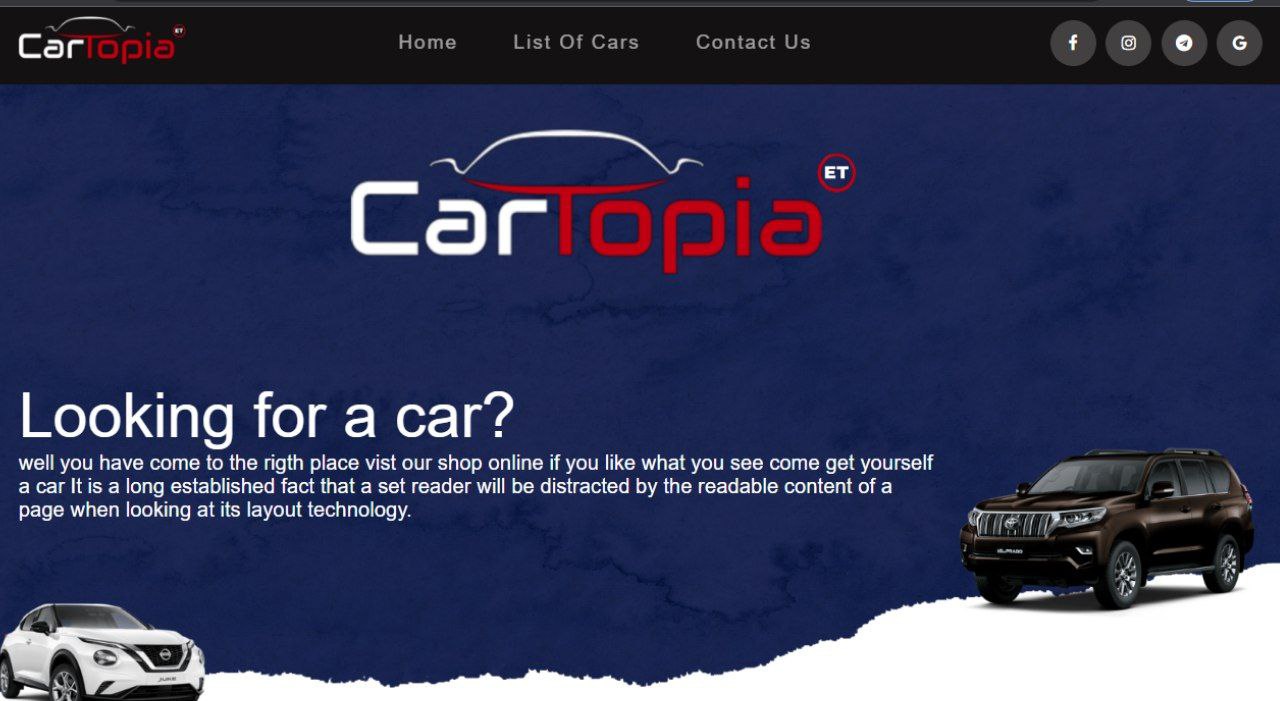 CarTopia ET
Home
List Of Cars
Contact Us
CarTopia ET
Looking for a car?
well you have come to the rigth place vist our shop online if you like what you see come get yourself
a car It is a long established fact that a set reader will be distracted by the readable content of a
page when looking at its layout technology.
JUKE